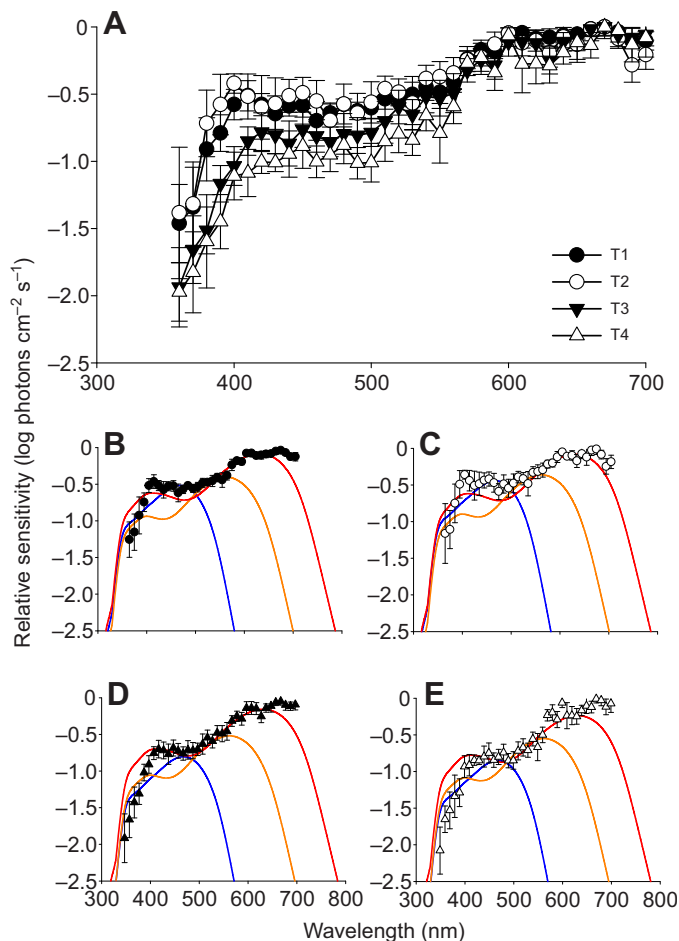 A
0
–0.5
–1.0
–1.5
–2.0
–2.5
300
400
500
600
700
T1
T2
T3
T4
Relative sensitivity (log photons cm⁻² s⁻¹)
B
0
–0.5
–1.0
–1.5
–2.0
–2.5
C
0
–0.5
–1.0
–1.5
–2.0
–2.5
D
0
–0.5
–1.0
–1.5
–2.0
–2.5
300 400 500 600 700 800
E
0
–0.5
–1.0
–1.5
–2.0
–2.5
300 400 500 600 700 800
Wavelength (nm)